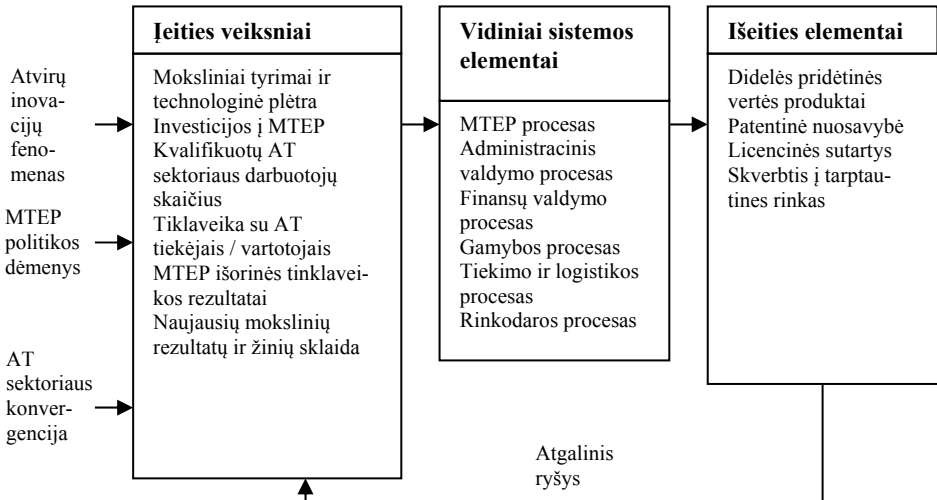 Atvirų
inova-
cijų
feno-
menas
MTEP
politikos
dėmenys
AT
sektoriaus
konver-
gencija
Įeities veiksniai
Moksliniai tyrimai ir
technologinė plėtra
Investicijos į MTEP
Kvalifikuotų AT
sektoriaus darbuotojų
skaičius
Tiklaveika su AT
tiekėjais / vartotojais
MTEP išorinės tinklavei-
kos rezultatai
Naujausių mokslinių
rezultatų ir žinių sklaida
Vidiniai sistemos
elementai
MTEP procesas
Administracinis
valdymo procesas
Finansų valdymo
procesas
Gamybos procesas
Tiekimo ir logistikos
procesas
Rinkodaros procesas
Išeities elementai
Didelės pridėtinės
vertės produktai
Patentinė nuosavybė
Licencinės sutartys
Skverbtis į tarptau-
tines rinkas
Atgalinis
ryšys